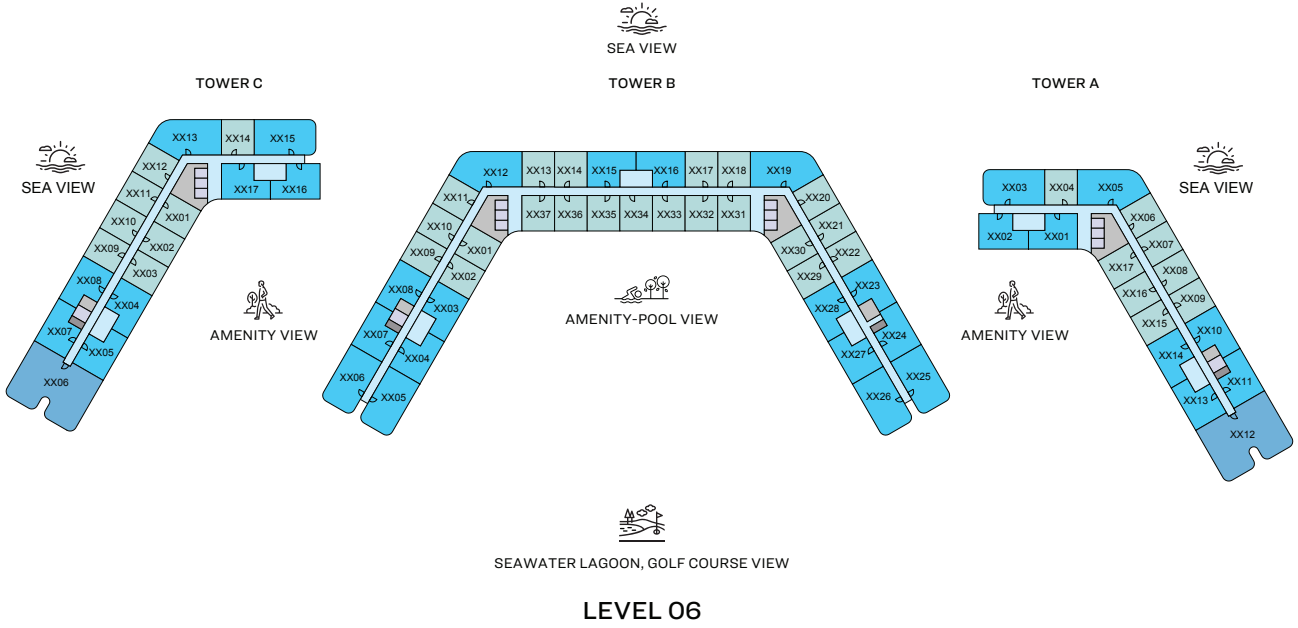 SEA VIEW
TOWER C
TOWER B
TOWER A
SEA VIEW
SEA VIEW
XX13
XX14
XX15
XX12
XX17
XX16
XX11
XX01
XX10
XX02
XX09
XX03
XX08
XX04
XX07
XX05
XX06
AMENITY VIEW
XX12
XX13
XX14
XX15
XX16
XX17
XX18
XX19
XX11
XX37
XX36
XX35
XX34
XX33
XX32
XX31
XX20
XX10
XX01
XX30
XX21
XX09
XX02
XX29
XX22
XX08
XX03
XX28
XX23
XX07
XX04
XX27
XX24
XX06
XX05
XX26
XX25
AMENITY-POOL VIEW
XX03
XX04
XX05
XX02
XX01
XX06
XX17
XX07
XX16
XX08
XX15
XX09
XX14
XX10
XX13
XX11
XX12
AMENITY VIEW
SEAWATER LAGOON, GOLF COURSE VIEW
LEVEL 06